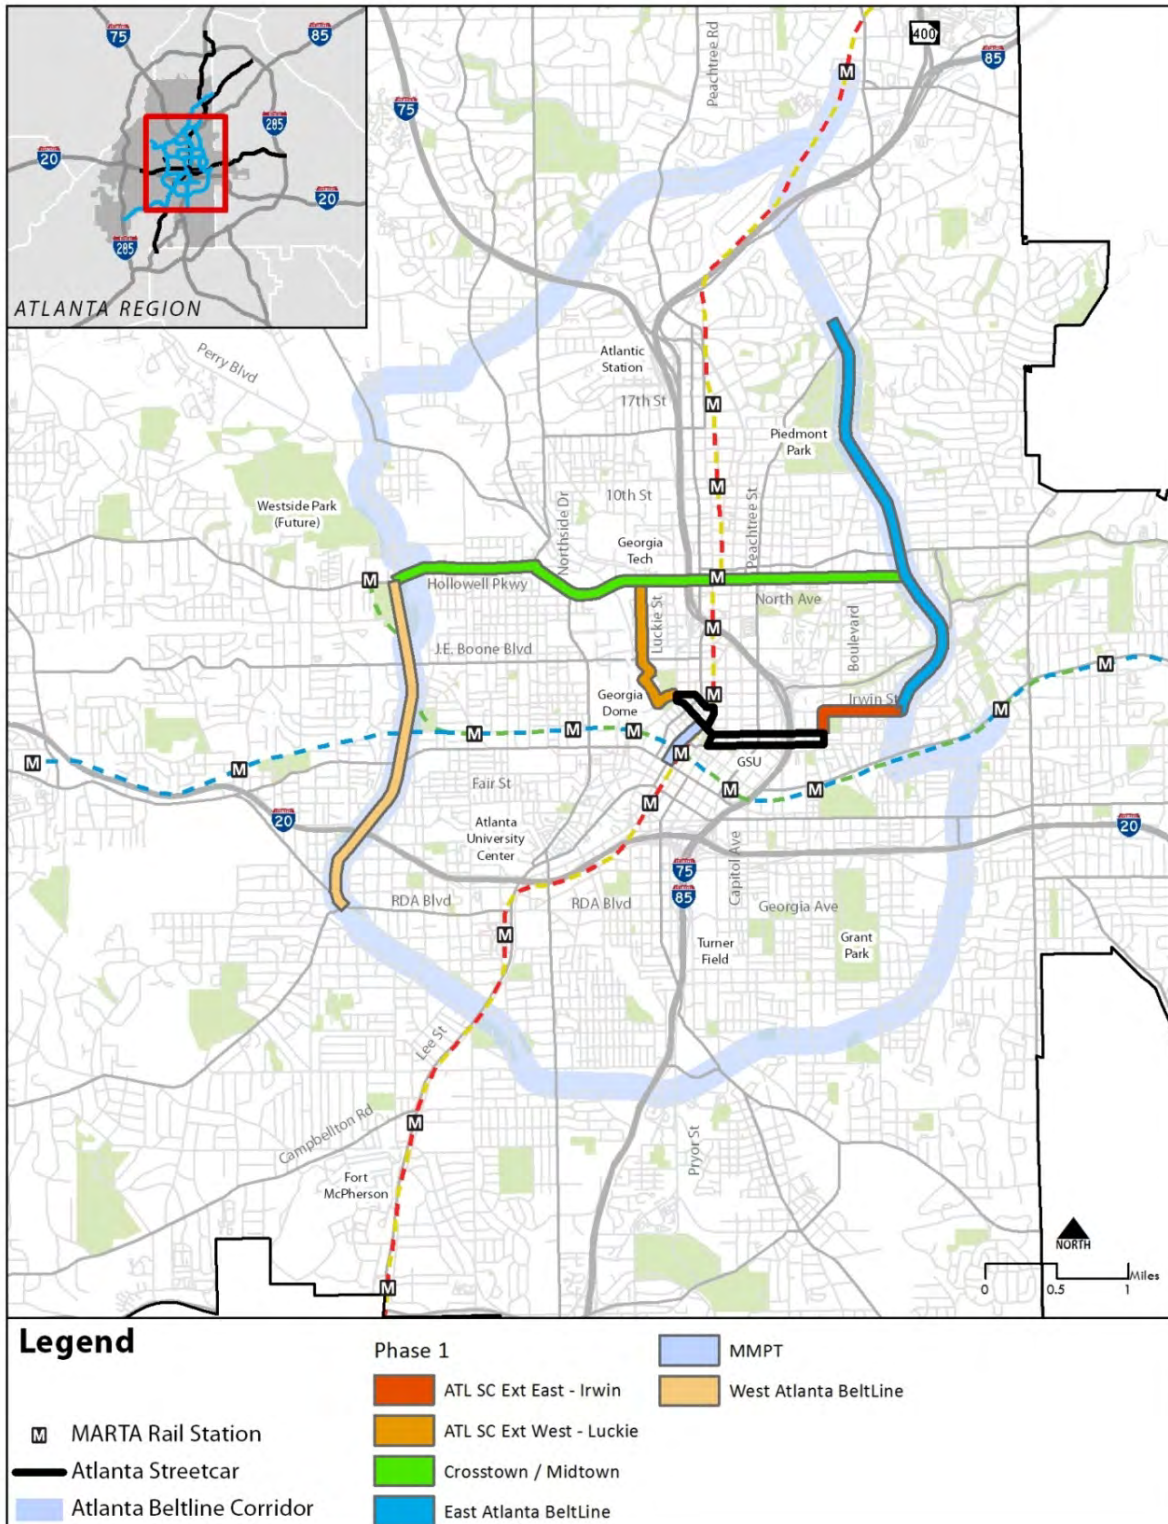 75
85
285
20
20
285
ATLANTA REGION
Peachtree Rd
400
85
75
Perry Blvd
Atlantic
Station
17th St
Piedmont
Park
10th St
Westside Park
(Future)
Northside Dr
Peachtree St
Georgia
Tech
M
M
M
M
M
Hollowell Pkwy
North Ave
Luckie St
Boulevard
J.E. Boone Blvd
M
M
Georgia
Dome
M
Irwin St
M
M
M
M
M
M
M
GSU
M
M
M
Fair St
20
Atlanta
University
Center
20
75
85
Capitol Ave
RDA Blvd
RDA Blvd
Georgia Ave
M
Turner
Field
Grant
Park
Lee St
Campbellton Rd
M
Pryor St
Fort
McPherson
M
NORTH
0
0.5
1
Miles
Legend
M MARTA Rail Station
Atlanta Streetcar
Atlanta Beltline Corridor
Phase 1
ATL SC Ext East - Irwin
ATL SC Ext West - Luckie
Crosstown / Midtown
East Atlanta BeltLine
MMPT
West Atlanta BeltLine